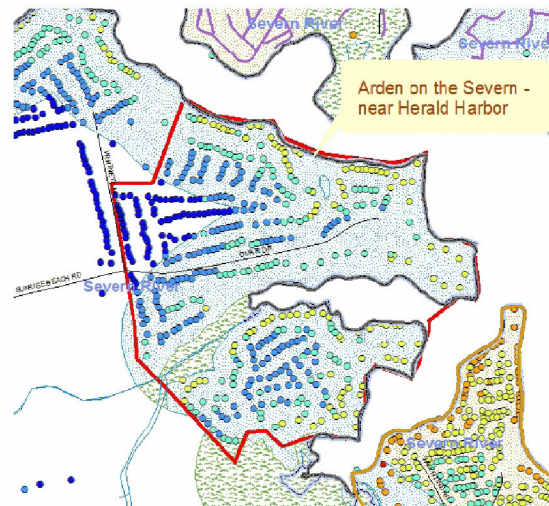 Severn River
Severn River
Arden on the Severn -
near Herald Harbor
SUNRISE BEACH RD
Severn River
Severn River